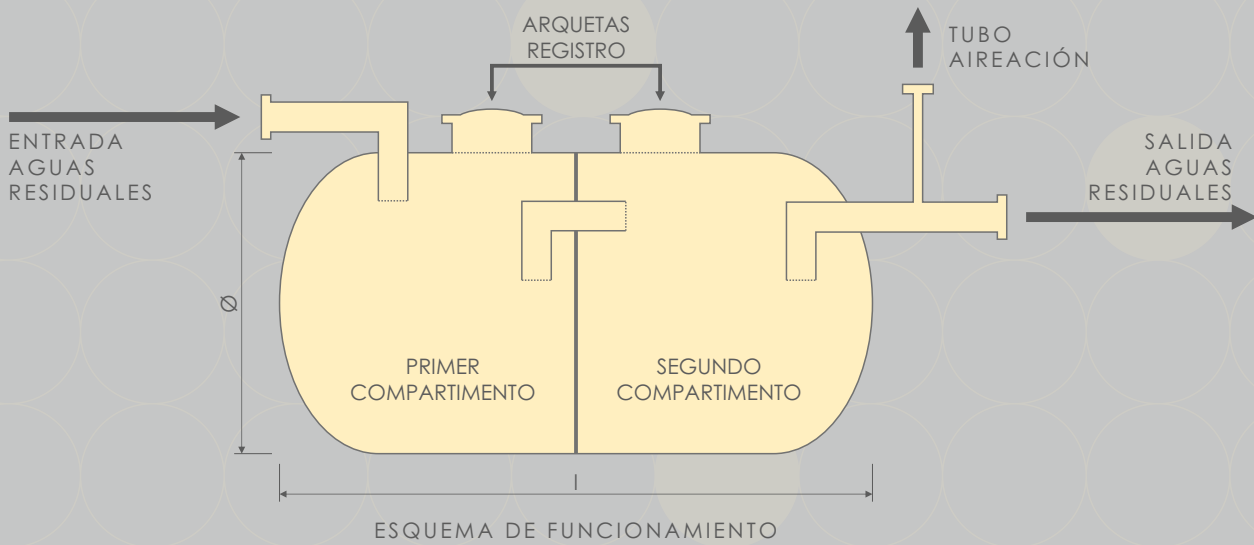 ARQUETAS
REGISTRO
TUBO
AIREACIÓN
ENTRADA
AGUAS
RESIDUALES
SALIDA
AGUAS
RESIDUALES
Ø
PRIMER
COMPARTIMENTO
SEGUNDO
COMPARTIMENTO
l
ESQUEMA DE FUNCIONAMIENTO